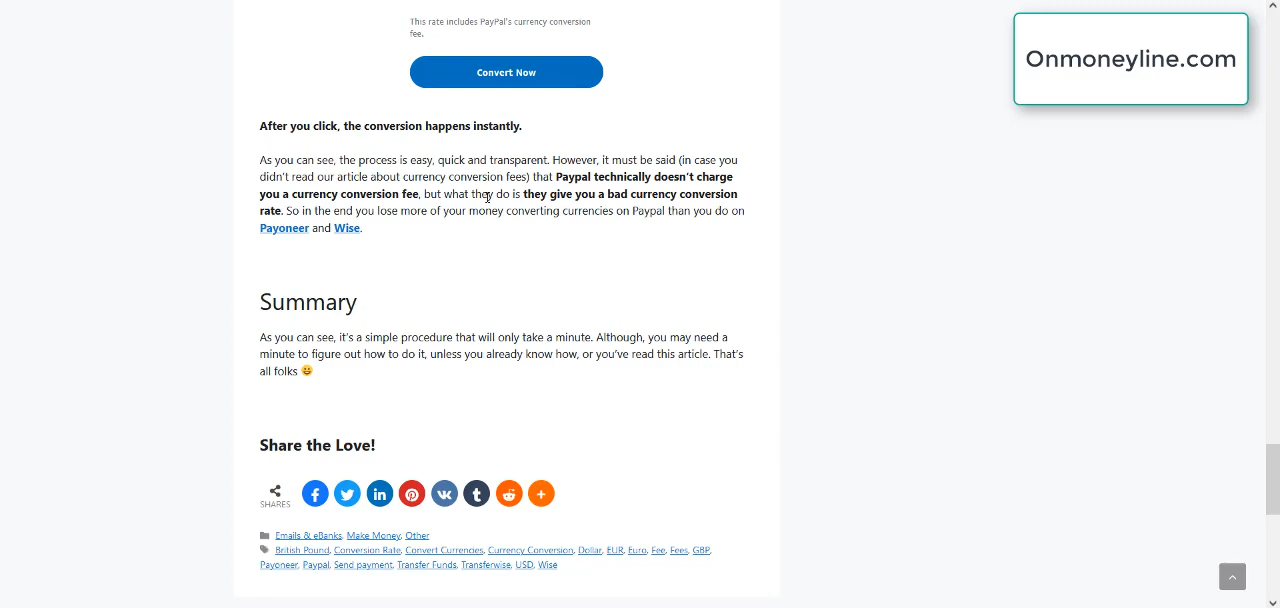 This rate includes PayPal's currency conversion
fee.
Convert Now
Onmoneyline.com
After you click, the conversion happens instantly.
As you can see, the process is easy, quick and transparent. However, it must be said (in case you
didn't read our article about currency conversion fees) that Paypal technically doesn't charge
you a currency conversion fee, but what they do is they give you a bad currency conversion
rate. So in the end you lose more of your money converting currencies on Paypal than you do on
Payoneer and Wise.
Summary
As you can see, it's a simple procedure that will only take a minute. Although, you may need a
minute to figure out how to do it, unless you already know how, or you've read this article. That's
all folks 😀
Share the Love!
SHARES
Emails & eBanks, Make Money, Other
British Pound, Conversion Rate, Convert Currencies, Currency Conversion, Dollar, EUR, Euro, Fee, Fees, GBP,
Payoneer, Paypal, Send payment, Transfer Funds, Transferwise, USD, Wise